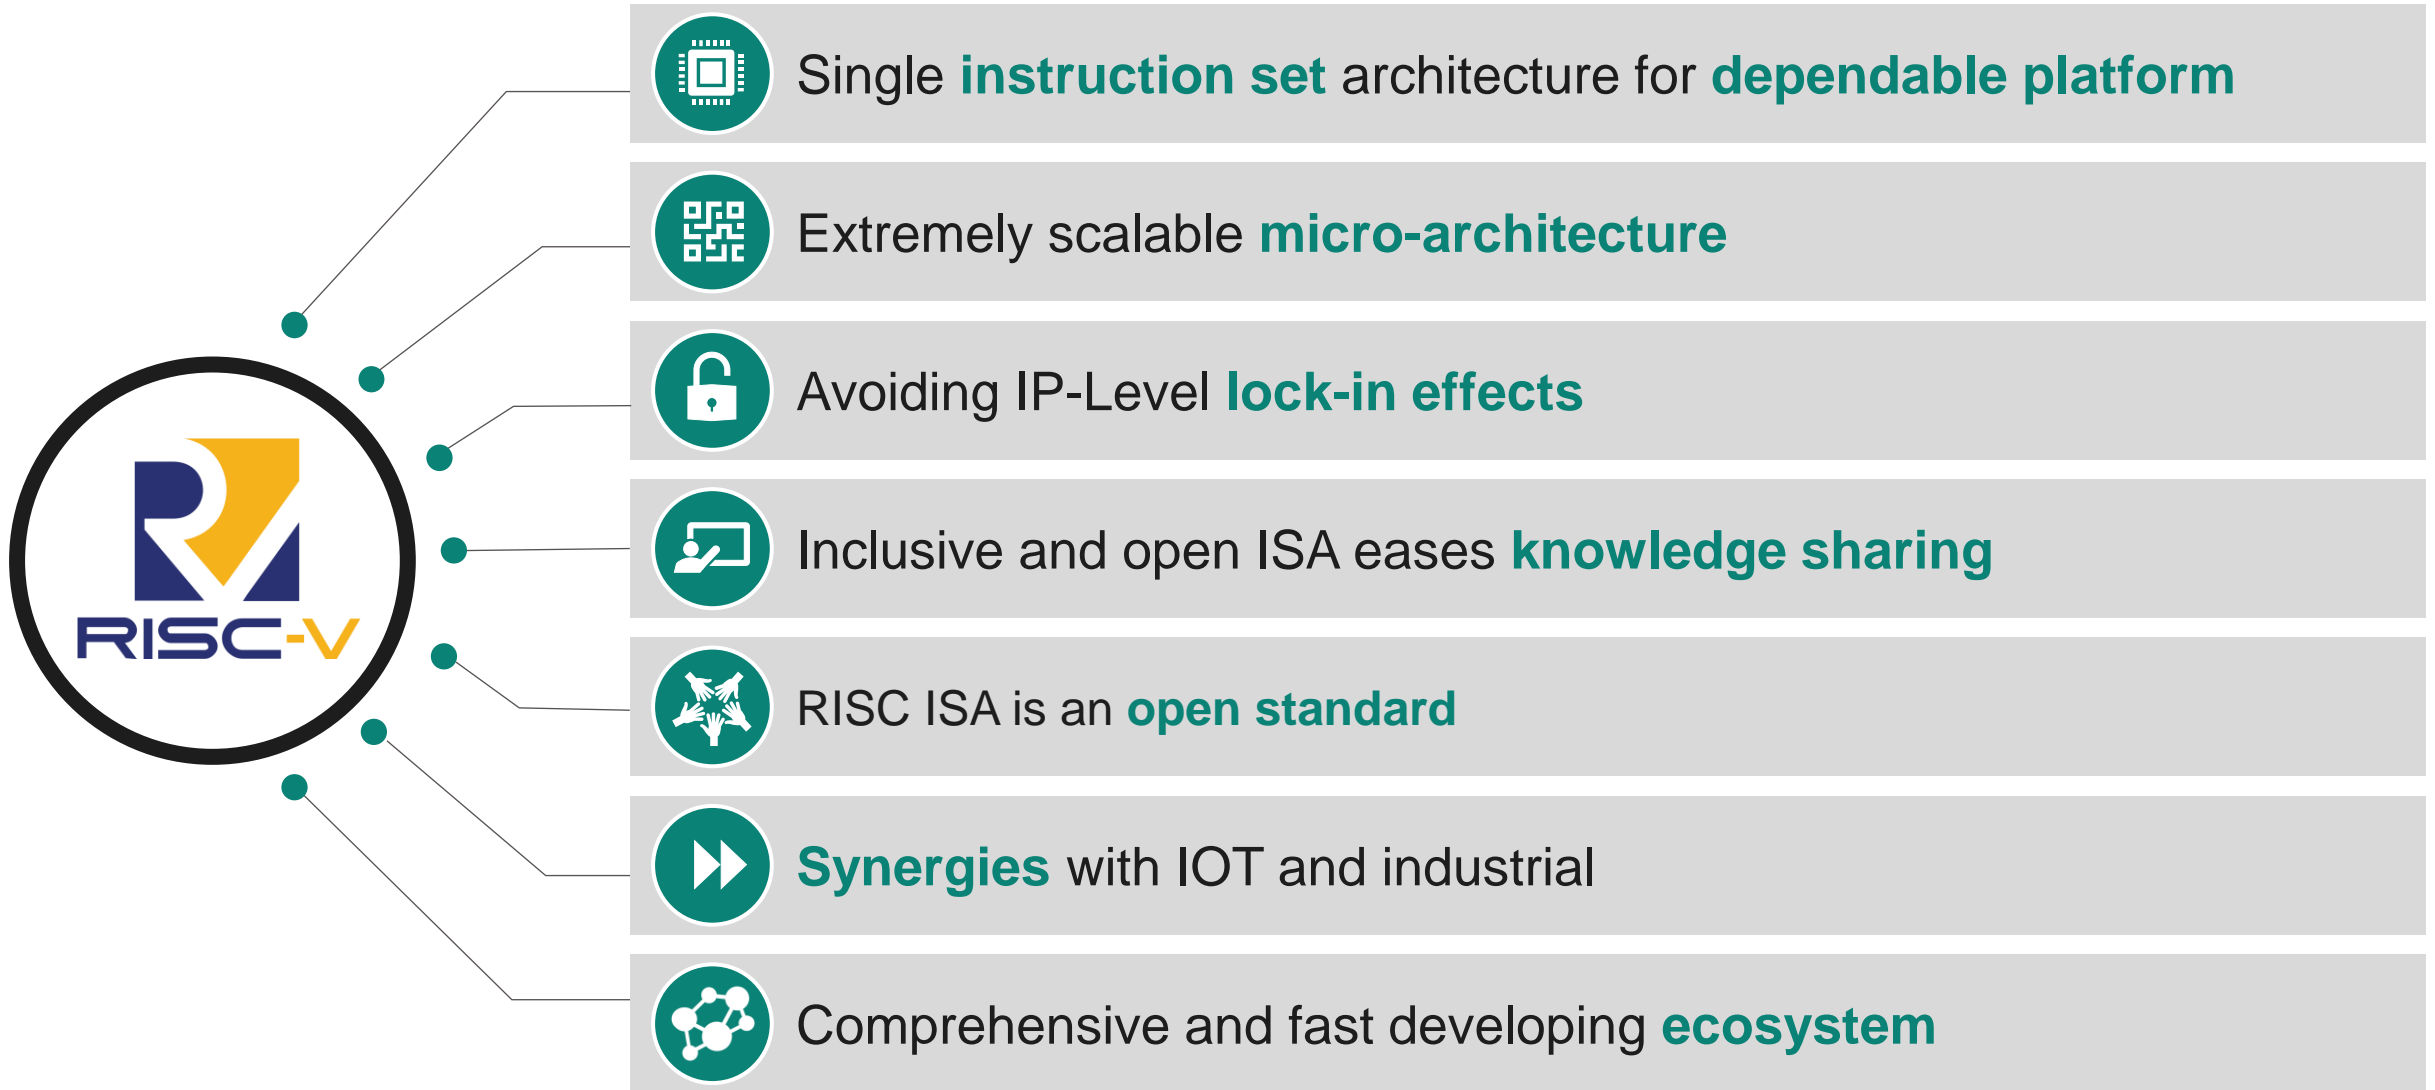 Single instruction set architecture for dependable platform
Extremely scalable micro-architecture
Avoiding IP-Level lock-in effects
Inclusive and open ISA eases knowledge sharing
RISC-V
RISC ISA is an open standard
Synergies with IOT and industrial
Comprehensive and fast developing ecosystem